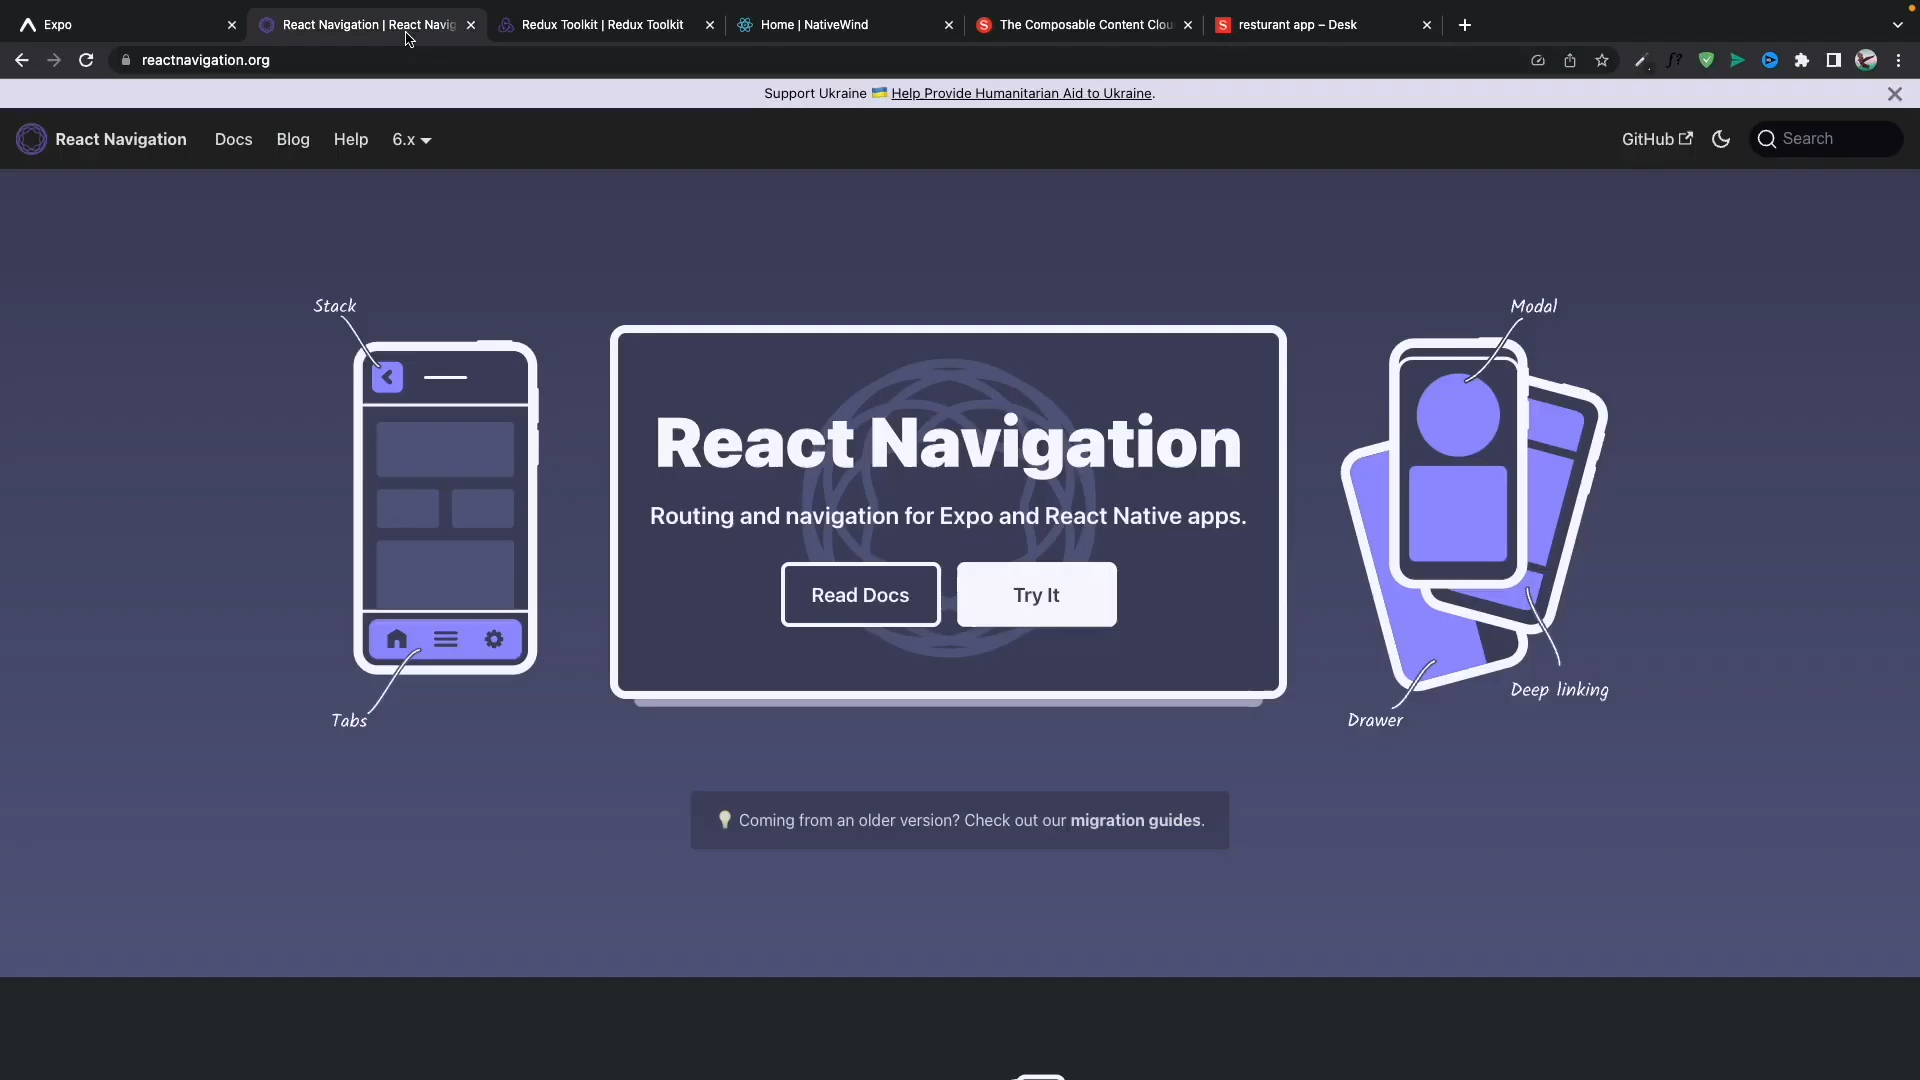 Expo
React Navigation | React Navig
Redux Toolkit | Redux Toolkit
Home | NativeWind
The Composable Content Clou
resturant app – Desk
reactnavigation.org
Support Ukraine 🇺🇦 Help Provide Humanitarian Aid to Ukraine.
React Navigation
Docs
Blog
Help
6.x
GitHub
Search
Stack
Modal
React Navigation
Routing and navigation for Expo and React Native apps.
Read Docs
Try It
Tabs
Deep linking
Drawer
💡 Coming from an older version? Check out our migration guides.